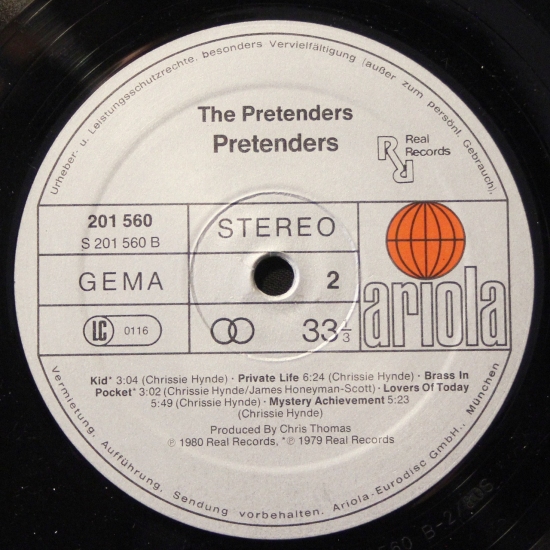 Urheber- u. Leistungsschutzrechte, besonders Vervielfältigung (außer zum persönl. Gebrauch).
The Pretenders
Pretenders
Real
Records
201 560
S 201 560 B
STEREO
GEMA
2
ariola
LC 0116
33 1/3
Kid* 3:04 (Chrissie Hynde) · Private Life 6:24 (Chrissie Hynde) · Brass In
Pocket* 3:02 (Chrissie Hynde/James Honeyman-Scott) · Lovers Of Today
5:49 (Chrissie Hynde) · Mystery Achievement 5:23
(Chrissie Hynde)
Produced By Chris Thomas
℗ 1980 Real Records, *℗ 1979 Real Records
Vermietung, Aufführung, Sendung vorbehalten. Ariola-Eurodisc GmbH., München